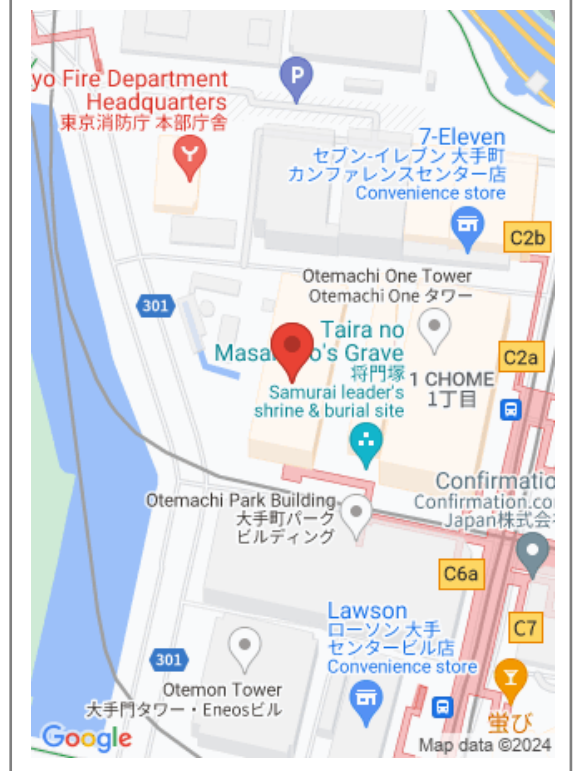 yo Fire Department
Headquarters
東京消防庁 本部庁舎
P
7-Eleven
セブン-イレブン 大手町
カンファレンスセンター店
Convenience store
C2b
Otemachi One Tower
Otemachi One タワー
301
Taira no
Masa o's Grave
将門塚
Samurai leader's
shrine & burial site
1 CHOME
1丁目
C2a
Confirmatio
Confirmation.co
Japan株式会
Otemachi Park Building
大手町パーク
ビルディング
C6a
C7
Lawson
ローソン 大手
センタービル店
Convenience store
301
Otemon Tower
大手門タワー・Eneosビル
蛍び
Google
Map data ©2024